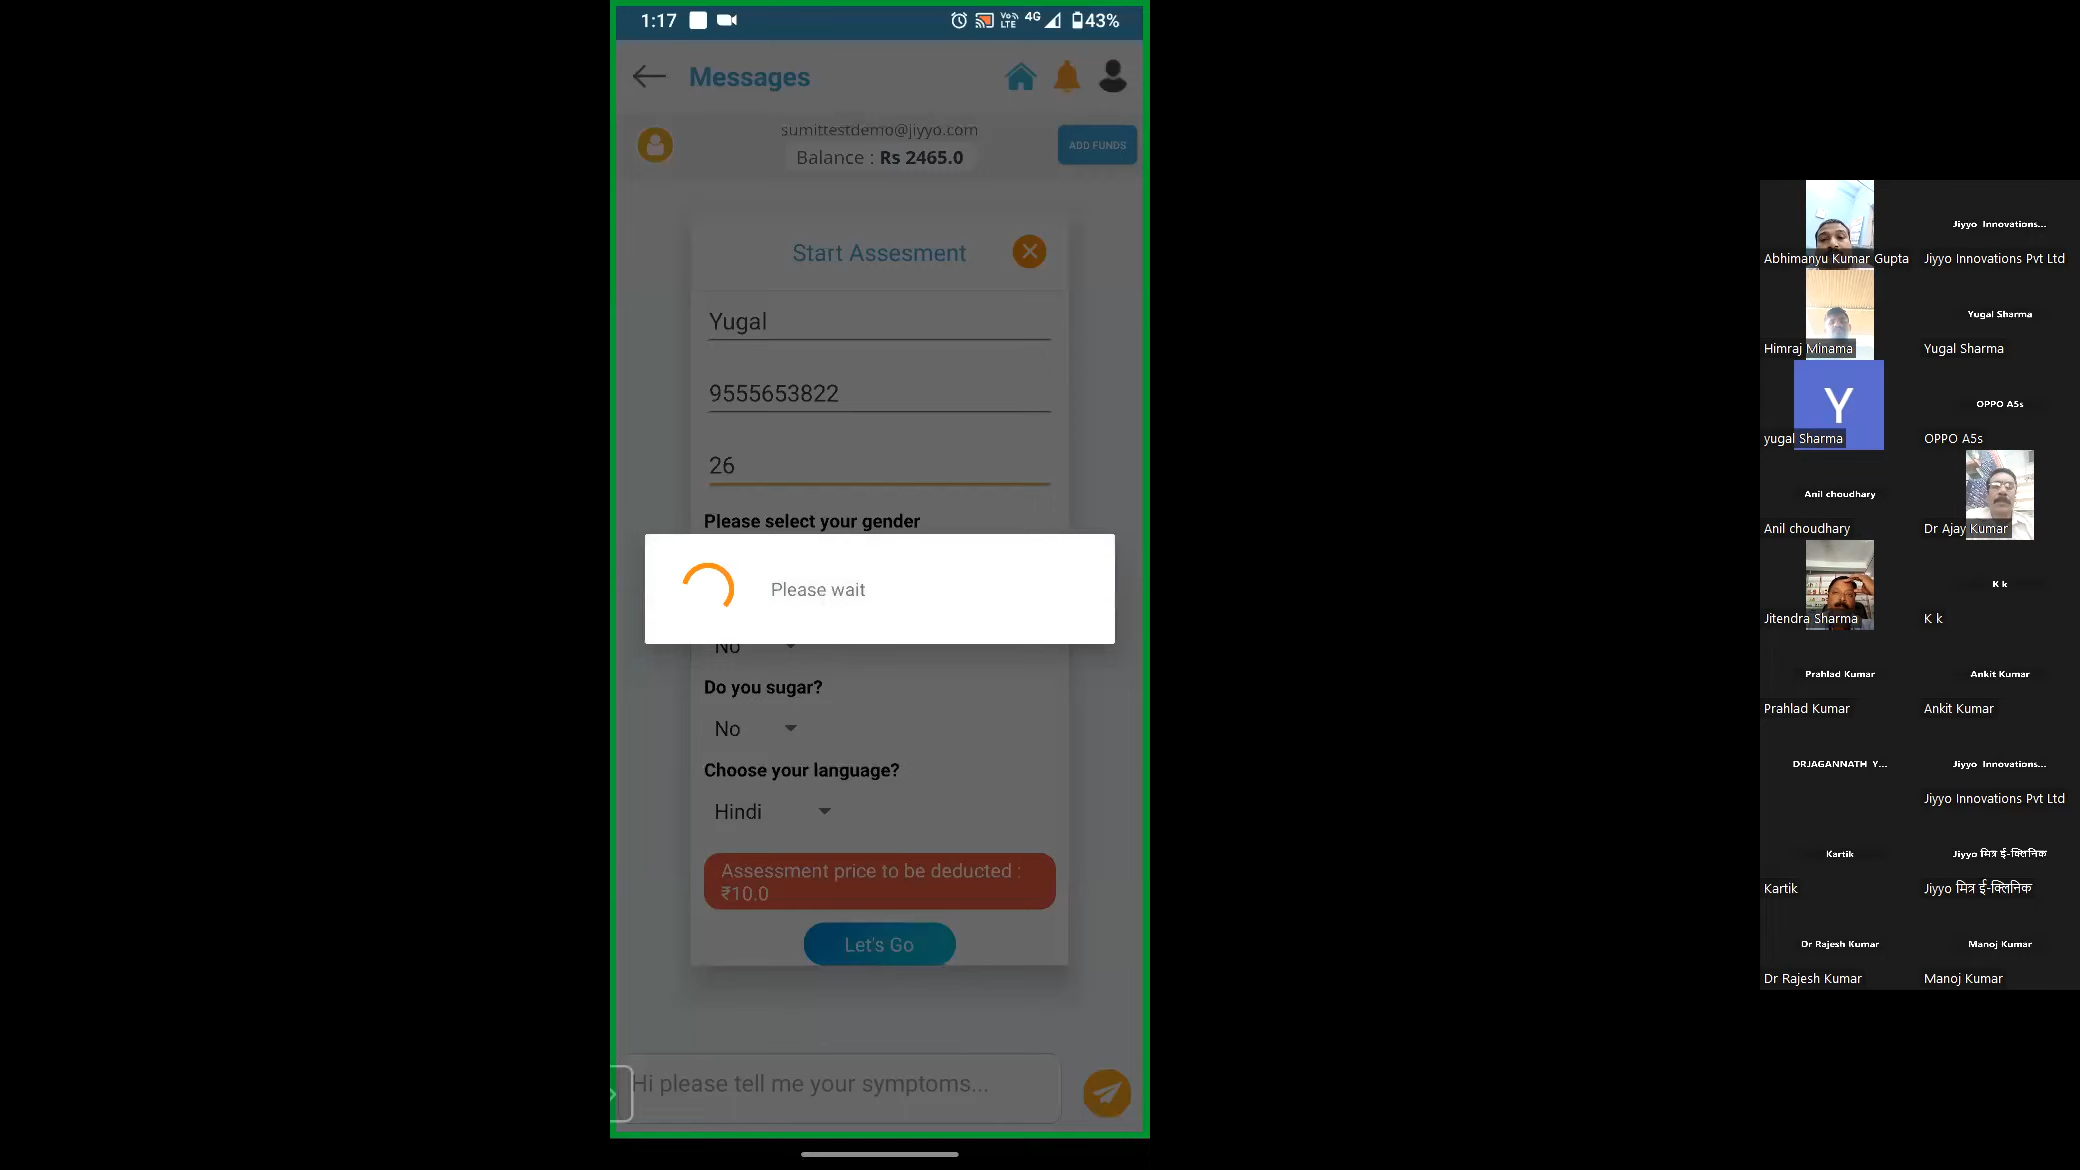 1:17
Vo))
LTE
4G
43%
Messages
sumittestdemo@jiyyo.com
Balance : Rs 2465.0
ADD FUNDS
Start Assesment
Yugal
9555653822
26
Please select your gender
Please wait
No
Do you sugar?
No
Choose your language?
Hindi
Assessment price to be deducted :
₹10.0
Let's Go
Hi please tell me your symptoms...
Abhimanyu Kumar Gupta
Jiyyo Innovations...
Jiyyo Innovations Pvt Ltd
Himraj Minama
Yugal Sharma
Yugal Sharma
Y
yugal Sharma
OPPO A5s
OPPO A5s
Anil choudhary
Anil choudhary
Dr Ajay Kumar
Jitendra Sharma
K k
K k
Prahlad Kumar
Prahlad Kumar
Ankit Kumar
Ankit Kumar
DRJAGANNATH Y...
Jiyyo Innovations...
Jiyyo Innovations Pvt Ltd
Kartik
Kartik
Jiyyo मित्र ई-क्लिनिक
Jiyyo मित्र ई-क्लिनिक
Dr Rajesh Kumar
Dr Rajesh Kumar
Manoj Kumar
Manoj Kumar